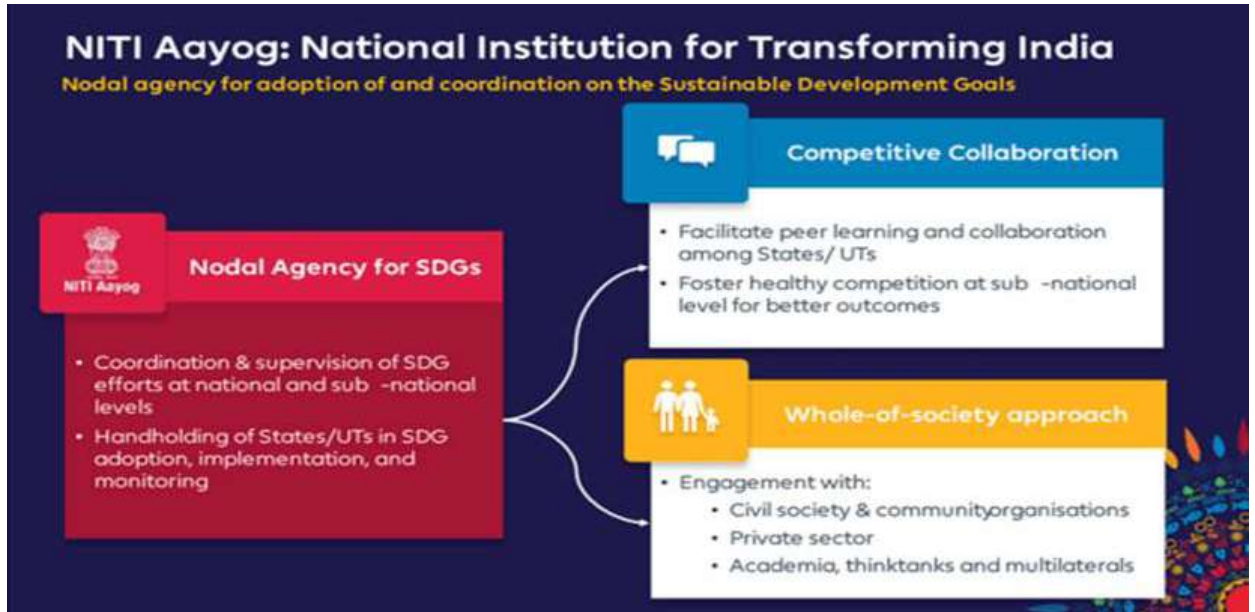 NITI Aayog: National Institution for Transforming India
Nodal agency for adoption of and coordination on the Sustainable Development Goals
NITI Aayog
Nodal Agency for SDGs
• Coordination & supervision of SDG
efforts at national and sub -national
levels
• Handholding of States/UTs in SDG
adoption, implementation, and
monitoring
Competitive Collaboration
• Facilitate peer learning and collaboration
among States/ UTs
• Foster healthy competition at sub -national
level for better outcomes
Whole-of-society approach
• Engagement with:
• Civil society & communityorganisations
• Private sector
• Academia, thinktanks and multilaterals